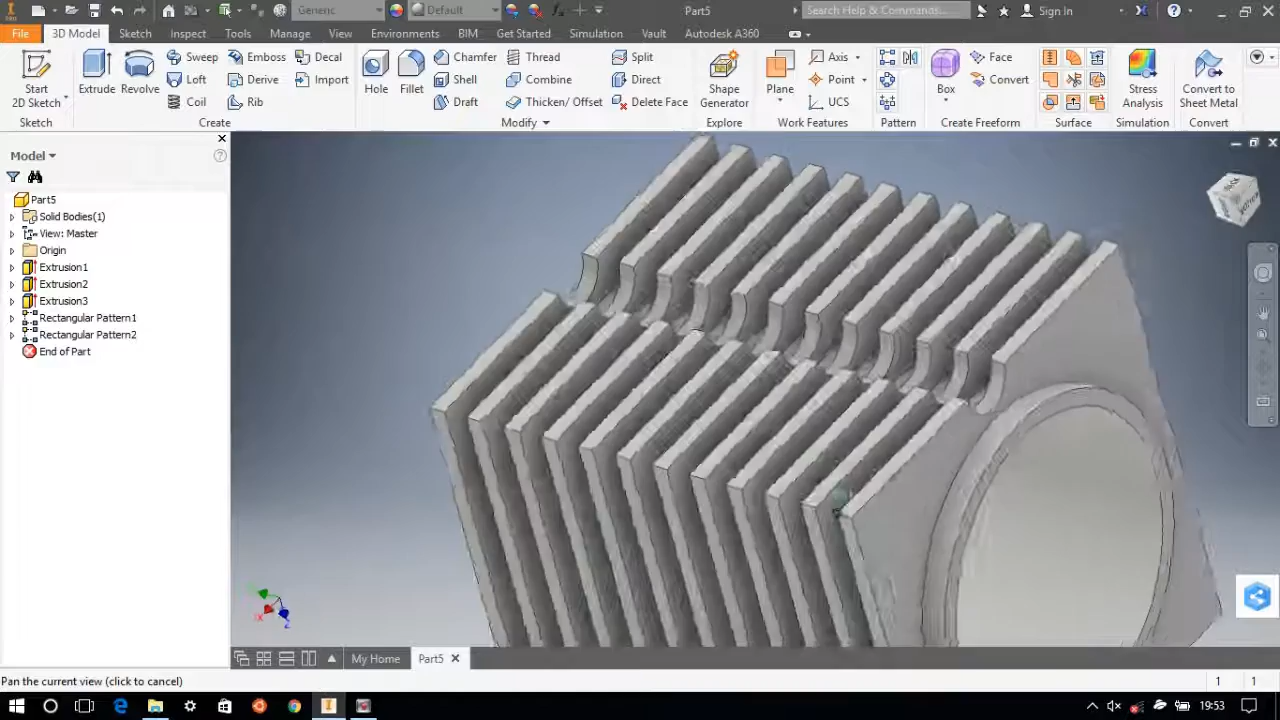 Generic
Default
Part5
Search Help & Commands...
Sign In
File
3D Model
Sketch
Inspect
Tools
Manage
View
Environments
BIM
Get Started
Simulation
Vault
Autodesk A360
Start
2D Sketch
Extrude
Revolve
Sweep
Loft
Coil
Emboss
Derive
Rib
Decal
Import
Hole
Fillet
Chamfer
Shell
Draft
Thread
Combine
Thicken/ Offset
Split
Direct
Delete Face
Shape
Generator
Plane
Axis
Point
UCS
Box
Face
Convert
Stress
Analysis
Convert to
Sheet Metal
Sketch
Create
Modify
Explore
Work Features
Pattern
Create Freeform
Surface
Simulation
Convert
Model
Part5
Solid Bodies(1)
View: Master
Origin
Extrusion1
Extrusion2
Extrusion3
Rectangular Pattern1
Rectangular Pattern2
End of Part
X
Z
My Home
Part5
Pan the current view (click to cancel)
1
1
19:53